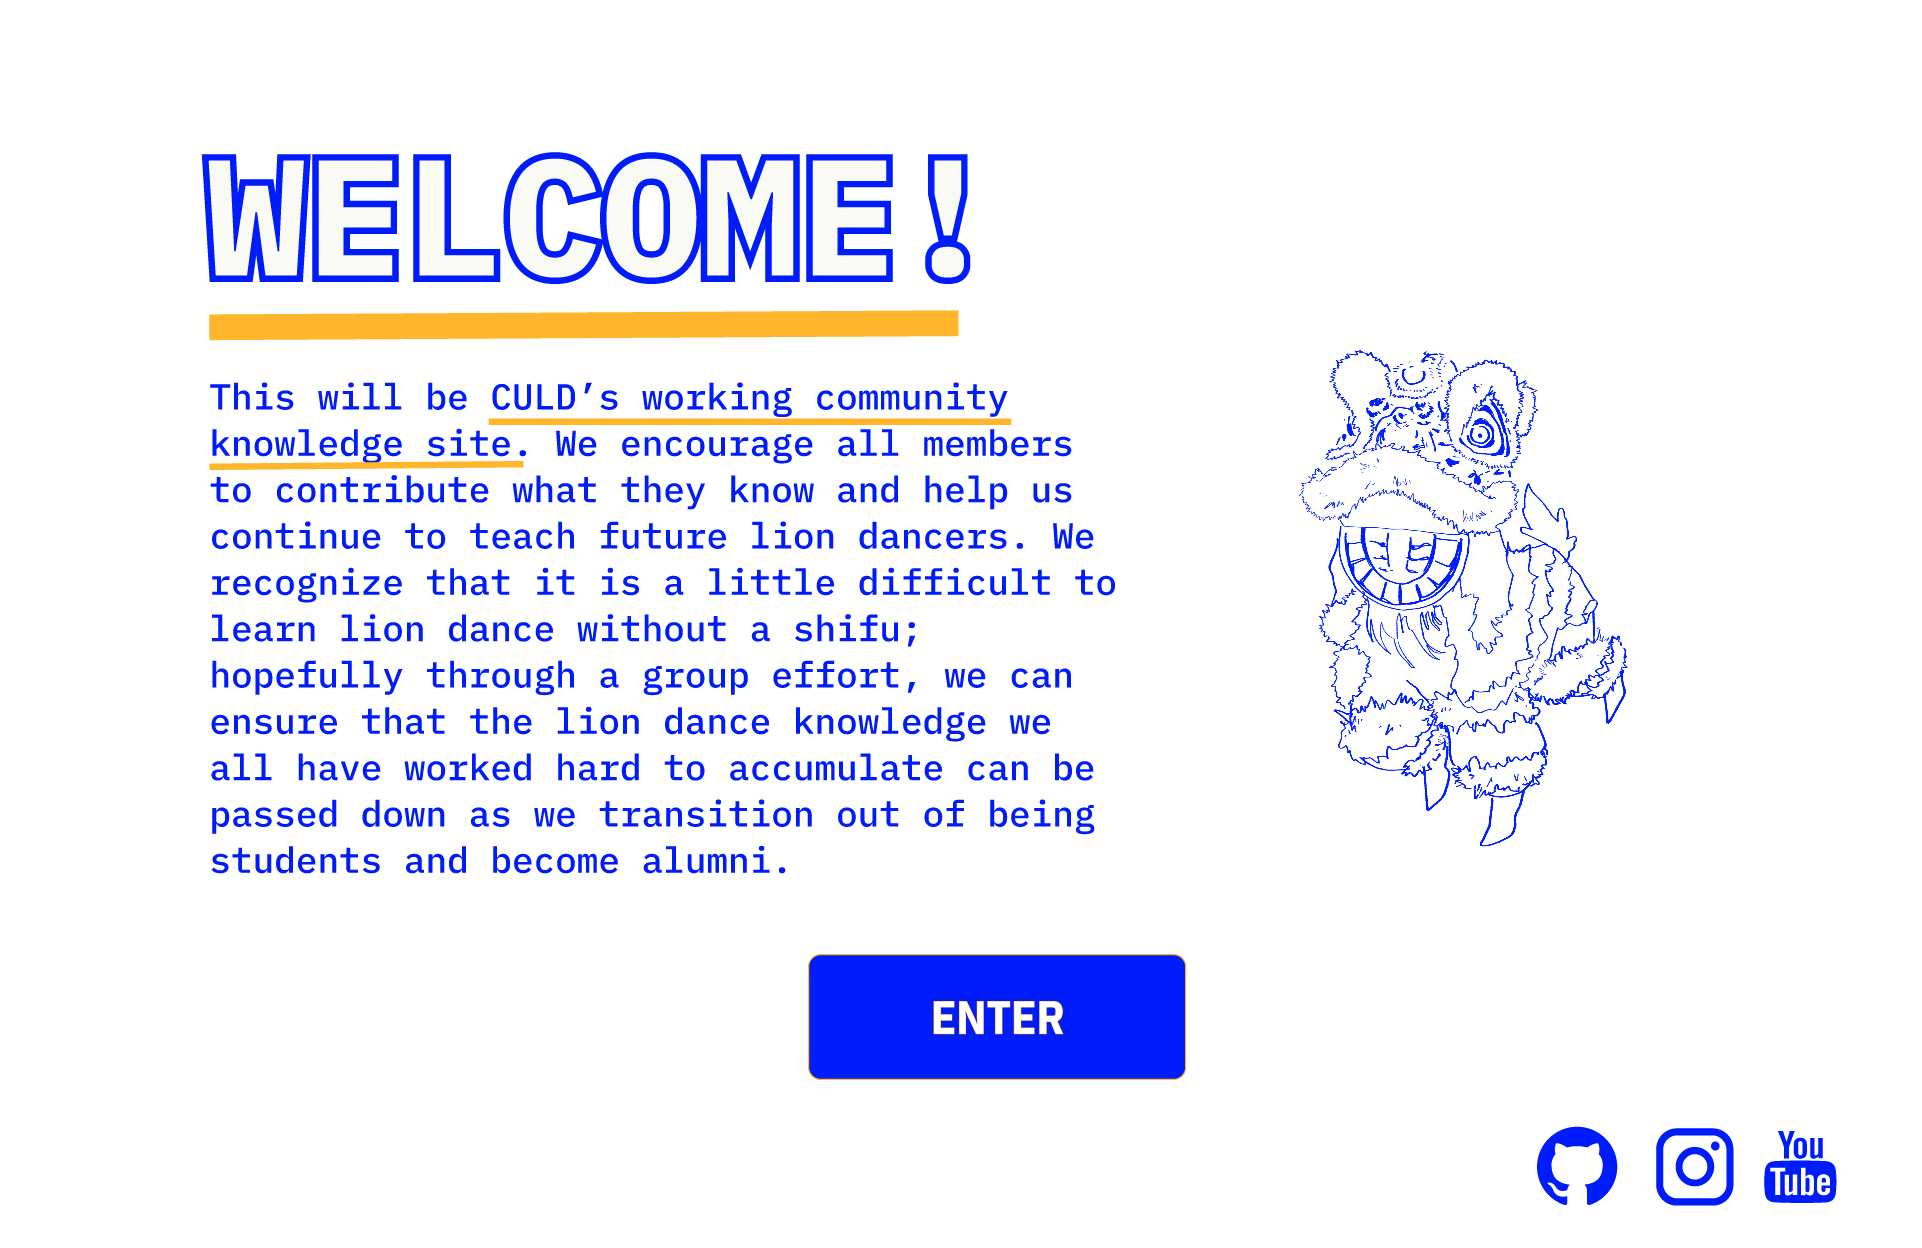 WELCOME!
This will be CULD’s working community
knowledge site. We encourage all members
to contribute what they know and help us
continue to teach future lion dancers. We
recognize that it is a little difficult to
learn lion dance without a shifu;
hopefully through a group effort, we can
ensure that the lion dance knowledge we
all have worked hard to accumulate can be
passed down as we transition out of being
students and become alumni.
ENTER
You
Tube